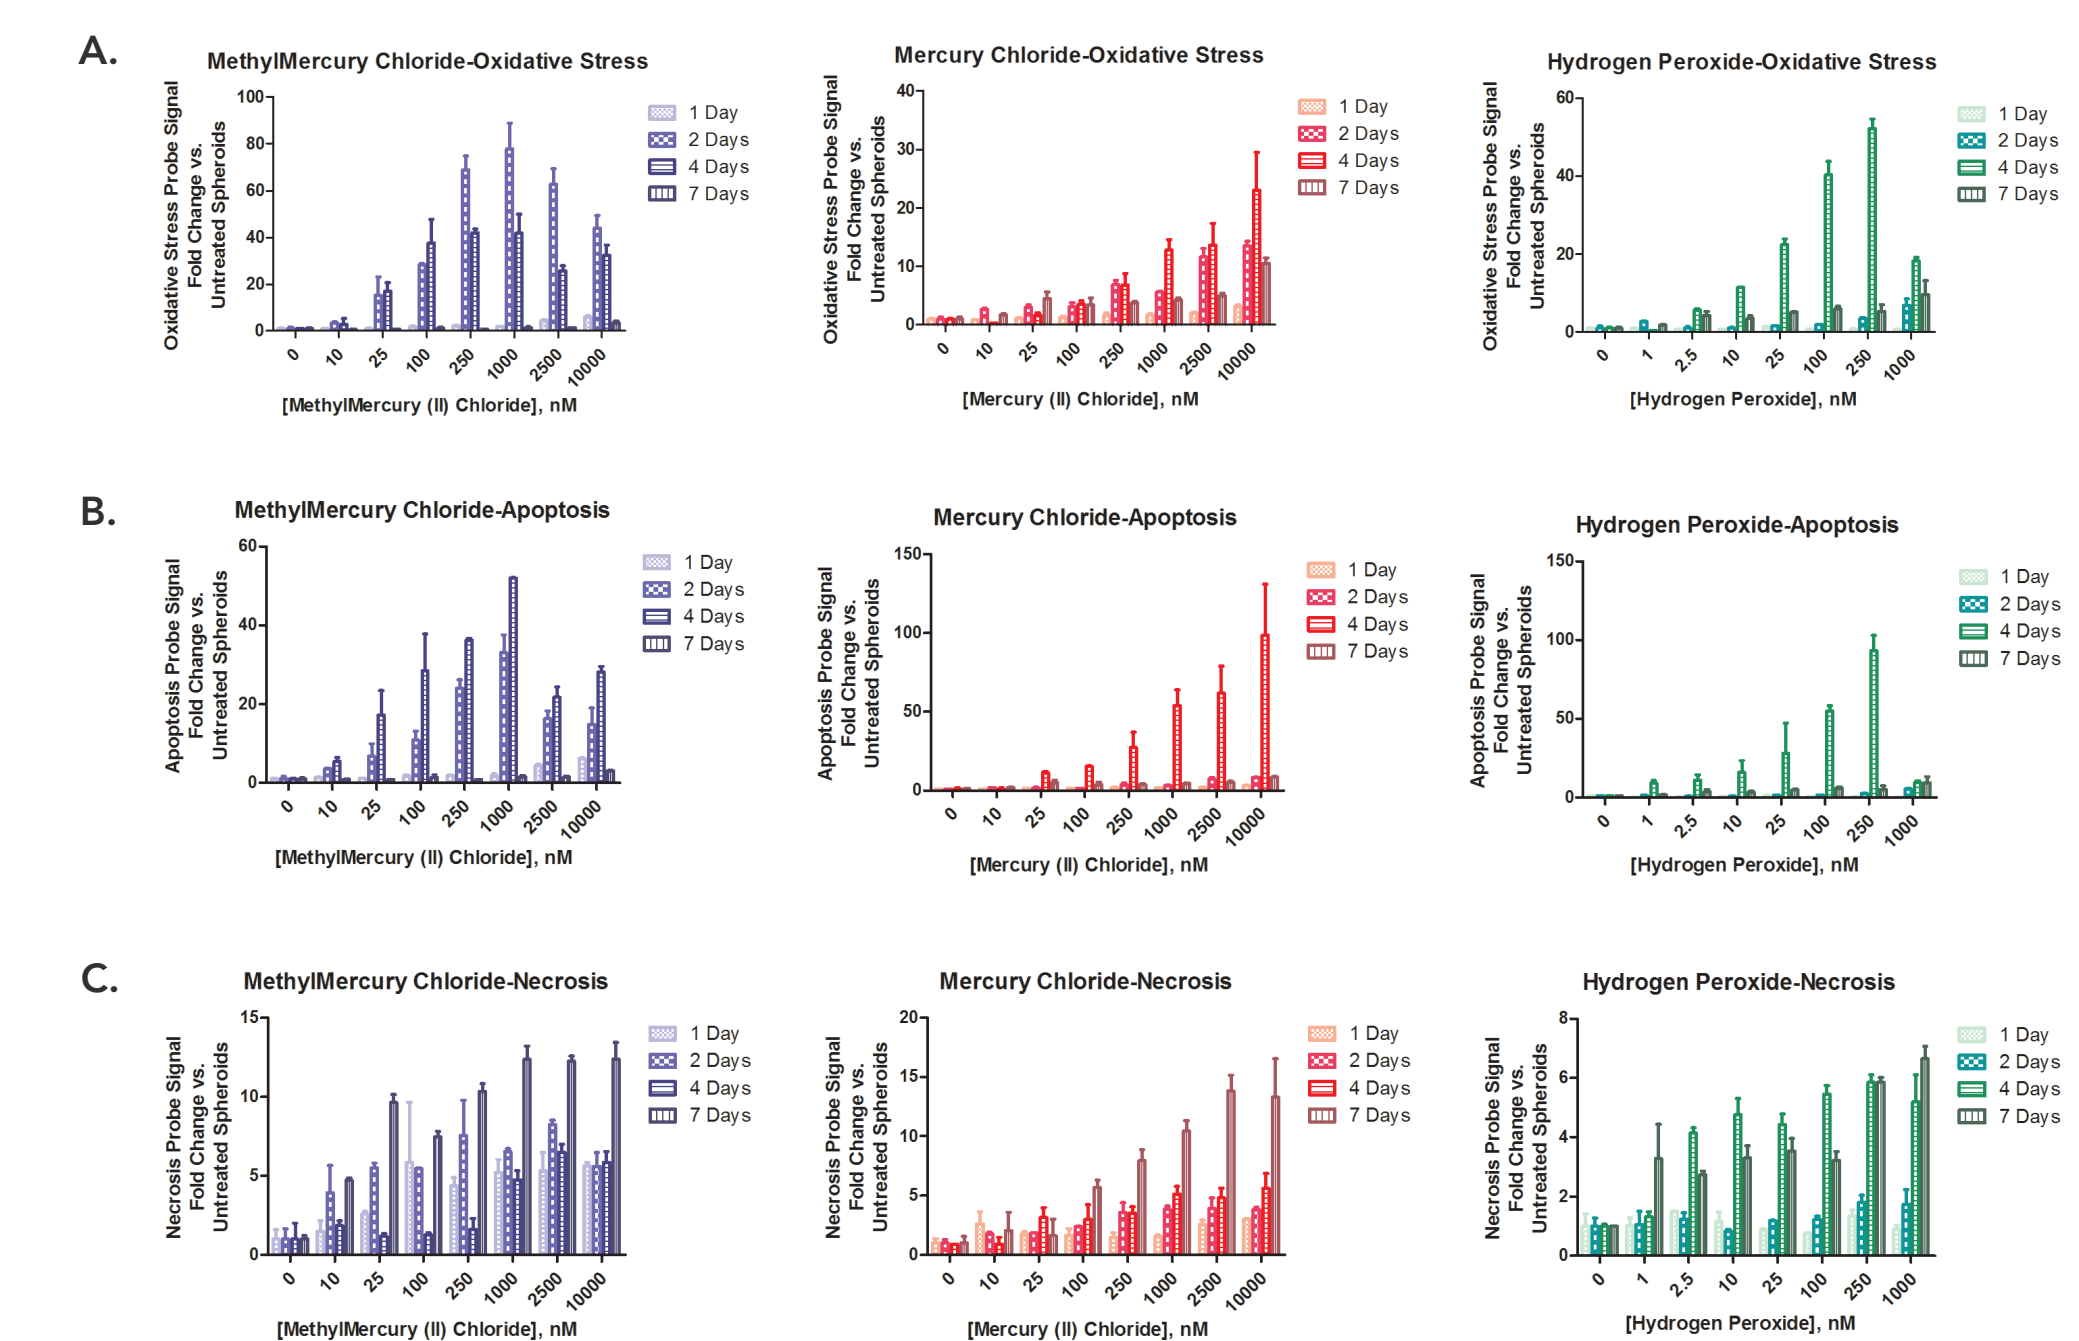 A.
MethylMercury Chloride-Oxidative Stress
Oxidative Stress Probe Signal
Fold Change vs.
Untreated Spheroids
100
80
60
40
20
0
0
10
25
100
250
1000
2500
10000
[MethylMercury (II) Chloride], nM
1 Day
2 Days
4 Days
7 Days
Mercury Chloride-Oxidative Stress
Oxidative Stress Probe Signal
Fold Change vs.
Untreated Spheroids
40
30
20
10
0
0
10
25
100
250
1000
2500
10000
[Mercury (II) Chloride], nM
1 Day
2 Days
4 Days
7 Days
Hydrogen Peroxide-Oxidative Stress
Oxidative Stress Probe Signal
Fold Change vs.
Untreated Spheroids
60
40
20
0
0
1
2.5
10
25
100
250
1000
[Hydrogen Peroxide], nM
1 Day
2 Days
4 Days
7 Days
B.
MethylMercury Chloride-Apoptosis
Apoptosis Probe Signal
Fold Change vs.
Untreated Spheroids
60
40
20
0
0
10
25
100
250
1000
2500
10000
[MethylMercury (II) Chloride], nM
1 Day
2 Days
4 Days
7 Days
Mercury Chloride-Apoptosis
Apoptosis Probe Signal
Fold Change vs.
Untreated Spheroids
150
100
50
0
0
10
25
100
250
1000
2500
10000
[Mercury (II) Chloride], nM
1 Day
2 Days
4 Days
7 Days
Hydrogen Peroxide-Apoptosis
Apoptosis Probe Signal
Fold Change vs.
Untreated Spheroids
150
100
50
0
0
1
2.5
10
25
100
250
1000
[Hydrogen Peroxide], nM
1 Day
2 Days
4 Days
7 Days
C.
MethylMercury Chloride-Necrosis
Necrosis Probe Signal
Fold Change vs.
Untreated Spheroids
15
10
5
0
0
10
25
100
250
1000
2500
10000
[MethylMercury (II) Chloride], nM
1 Day
2 Days
4 Days
7 Days
Mercury Chloride-Necrosis
Necrosis Probe Signal
Fold Change vs.
Untreated Spheroids
20
15
10
5
0
0
10
25
100
250
1000
2500
10000
[Mercury (II) Chloride], nM
1 Day
2 Days
4 Days
7 Days
Hydrogen Peroxide-Necrosis
Necrosis Probe Signal
Fold Change vs.
Untreated Spheroids
8
6
4
2
0
0
1
2.5
10
25
100
250
1000
[Hydrogen Peroxide], nM
1 Day
2 Days
4 Days
7 Days